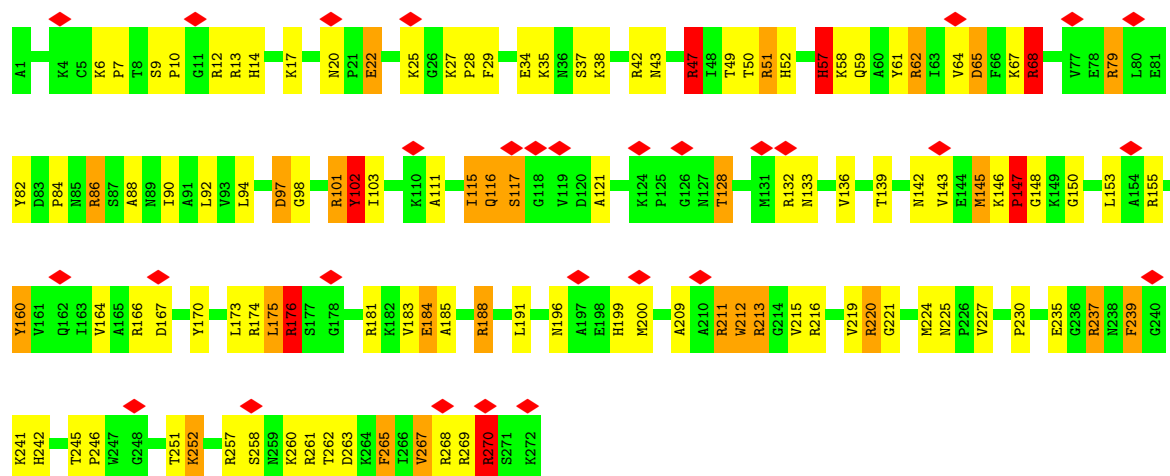 A1 K4 C5 K6 P7 T8 S9 P10 G11 R12 R13 H14 K17 N20 P21 E22 K25 G26 K27 P28 F29 E34 K35 N36 S37 K38 R42 N43 R47 I48 T49 T50 R51 H52 H57 K58 Q59 A60 Y61 R62 I63 V64 D65 F66 K67 R68 V77 E78 R79 L80 E81
Y82 D83 P84 N85 R86 S87 A88 N89 I90 A91 L92 V93 L94 D97 G98 R101 Y102 I103 K110 A111 I115 Q116 S117 G118 V119 D120 A121 K124 P125 G126 N127 T128 M131 R132 N133 V136 T139 N142 V143 E144 M145 K146 P147 G148 K149 G150 L153 A154 R155
Y160 V161 Q162 I163 V164 A165 R166 D167 Y170 L173 R174 L175 R176 S177 G178 R181 K182 V183 E184 A185 R188 L191 N196 A197 E198 H199 M200 A209 A210 R211 W212 R213 G214 V215 R216 V219 R220 G221 M224 N225 P226 V227 P230 E235 G236 R237 N238 F239 G240
K241 H242 T245 P246 W247 G248 T251 K252 R257 S258 N259 K260 R261 T262 D263 K264 F265 I266 V267 R268 R269 R270 S271 K272